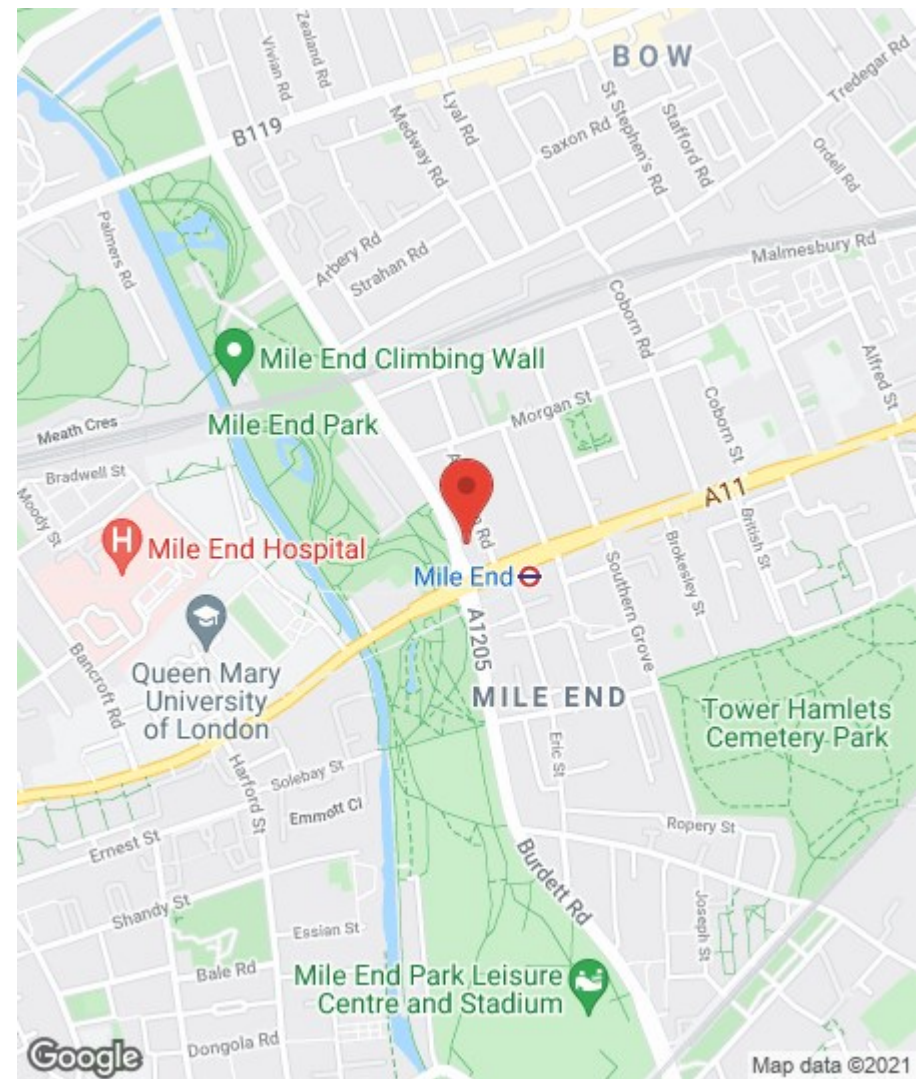 BOW
Zealand Rd
Vivian Rd
B119
Lyal Rd
Medway Rd
Saxon Rd
St Stephen's Rd
Stafford Rd
Tredegar Rd
Ordell Rd
Palmers Rd
Arbery Rd
Strahan Rd
Malmesbury Rd
Coborn Rd
Mile End Climbing Wall
Alfred St
Mile End Park
Morgan St
Coborn St
Meath Cres
Bradwell St
Moody St
A11
H
Mile End Hospital
Mile End
British St
Brokesley St
Southern Grove
A1205
Queen Mary
University
of London
Bancroft Rd
MILE END
Tower Hamlets
Cemetery Park
Eric St
Harford St
Solebay St
Emmott Cl
Ernest St
Ropery St
Burdett Rd
Shandy St
Joseph St
Essian St
Bale Rd
Mile End Park Leisure
Centre and Stadium
Dongola Rd
Google
Map data ©2021